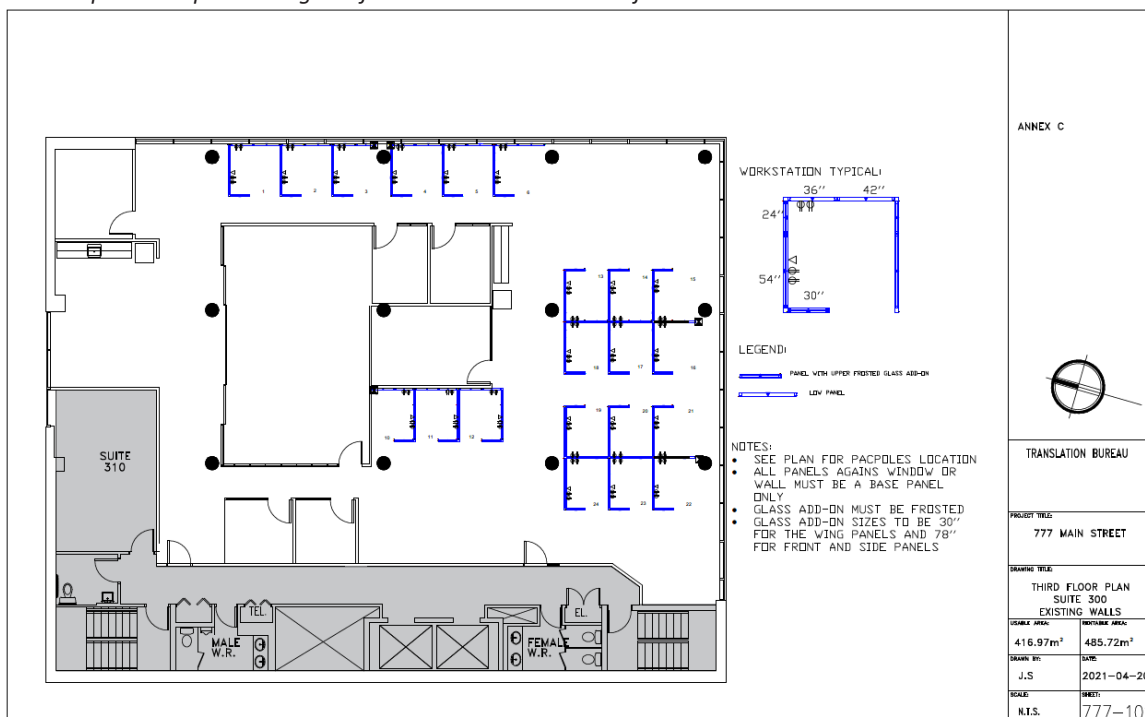 ANNEX C
WORKSTATION TYPICAL:
36''
42''
24''
54''
30''
LEGEND:
PANEL WITH UPPER FROSTED GLASS ADD-ON
LOW PANEL
NOTES:
• SEE PLAN FOR PACPOLES LOCATION
• ALL PANELS AGAINS WINDOW OR
WALL MUST BE A BASE PANEL
ONLY
• GLASS ADD-ON MUST BE FROSTED
• GLASS ADD-ON SIZES TO BE 30''
FOR THE WING PANELS AND 78''
FOR FRONT AND SIDE PANELS
1
2
3
4
5
6
13
14
15
16
17
18
10
11
12
19
20
21
24
23
22
SUITE
310
TEL.
EL.
MALE
W.R.
FEMALE
W.R.
TRANSLATION BUREAU
PROJECT TITLE:
777 MAIN STREET
DRAWING TITLE:
THIRD FLOOR PLAN
SUITE 300
EXISTING WALLS
USABLE AREA:
RENTABLE AREA:
416.97m²
485.72m²
DRAWN BY:
DATE:
J.S
2021-04-20
SCALE:
SHEET:
N.T.S.
777-10